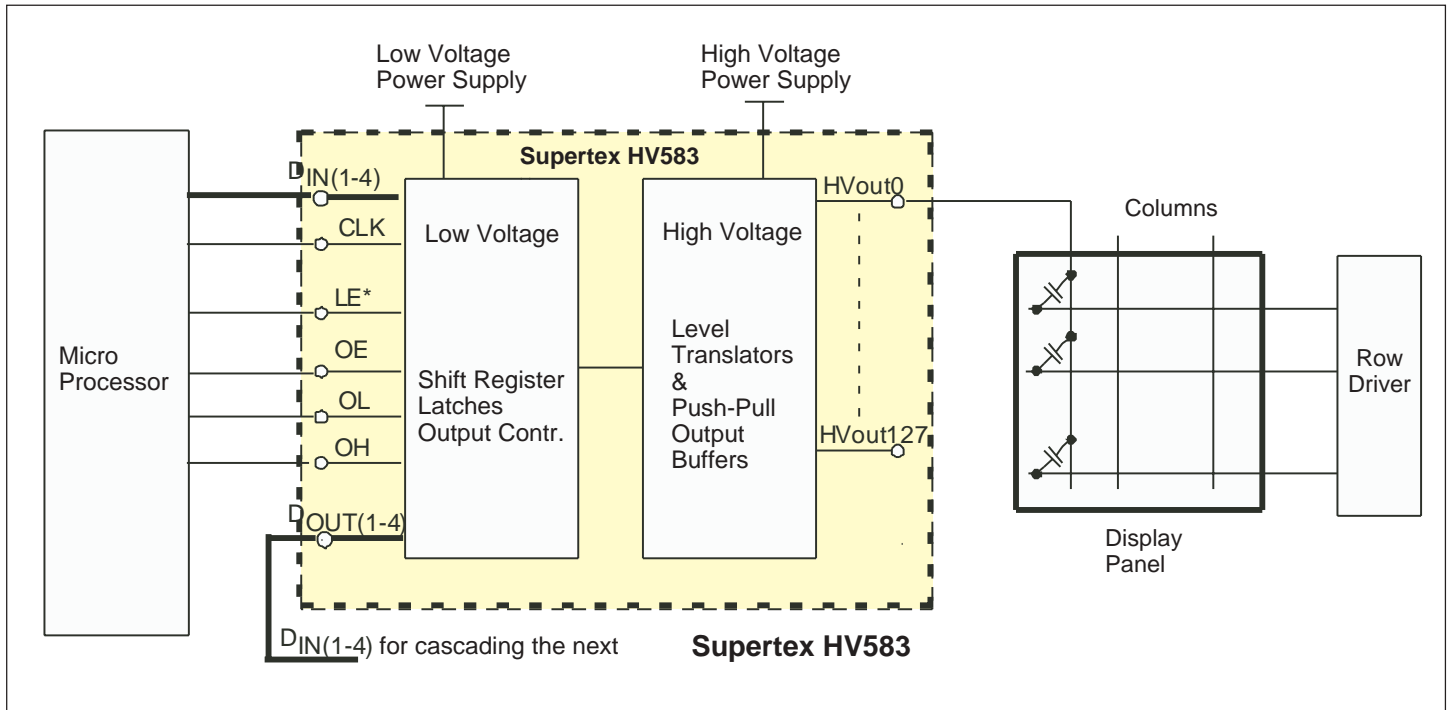 Low Voltage
Power Supply
High Voltage
Power Supply
Supertex HV583
DIN(1-4)
CLK
LE*
OE
OL
OH
DOUT(1-4)
Micro
Processor
Low Voltage
Shift Register
Latches
Output Contr.
High Voltage
Level
Translators
&
Push-Pull
Output
Buffers
HVout0
HVout127
Columns
Row
Driver
Display
Panel
DIN(1-4) for cascading the next
Supertex HV583